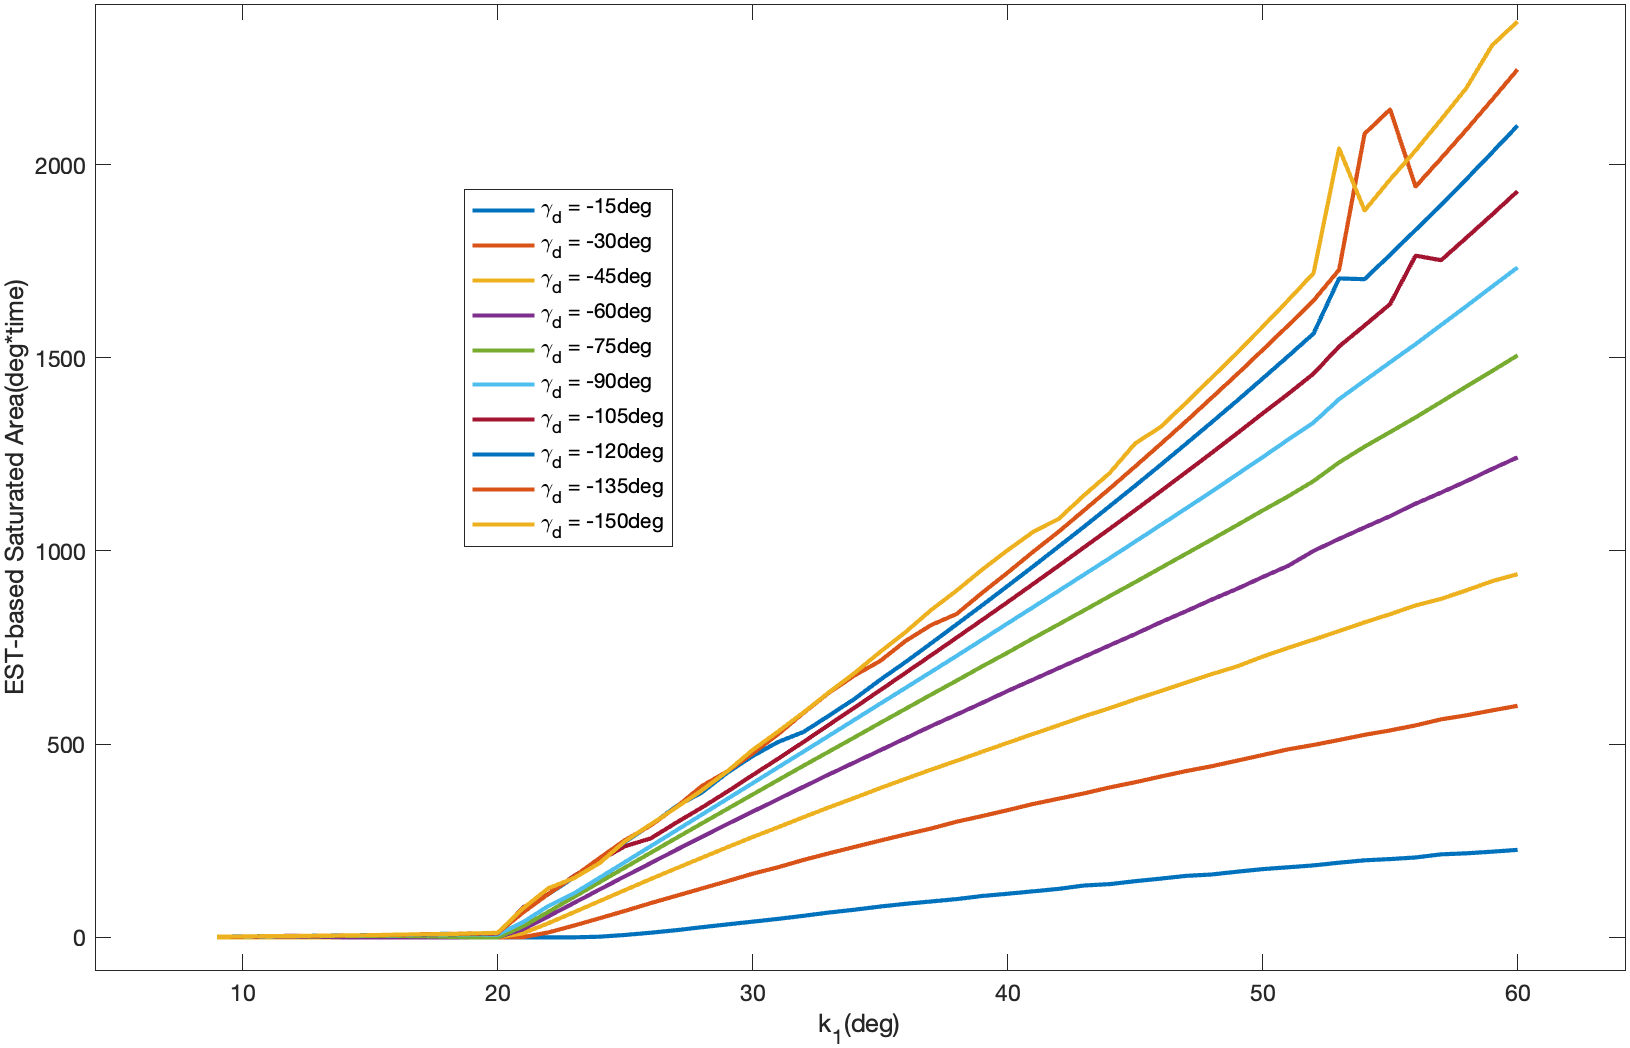 2000
1500
1000
500
0
EST-based Saturated Area(deg*time)
γd = -15deg
γd = -30deg
γd = -45deg
γd = -60deg
γd = -75deg
γd = -90deg
γd = -105deg
γd = -120deg
γd = -135deg
γd = -150deg
10 20 30 40 50 60
k1(deg)